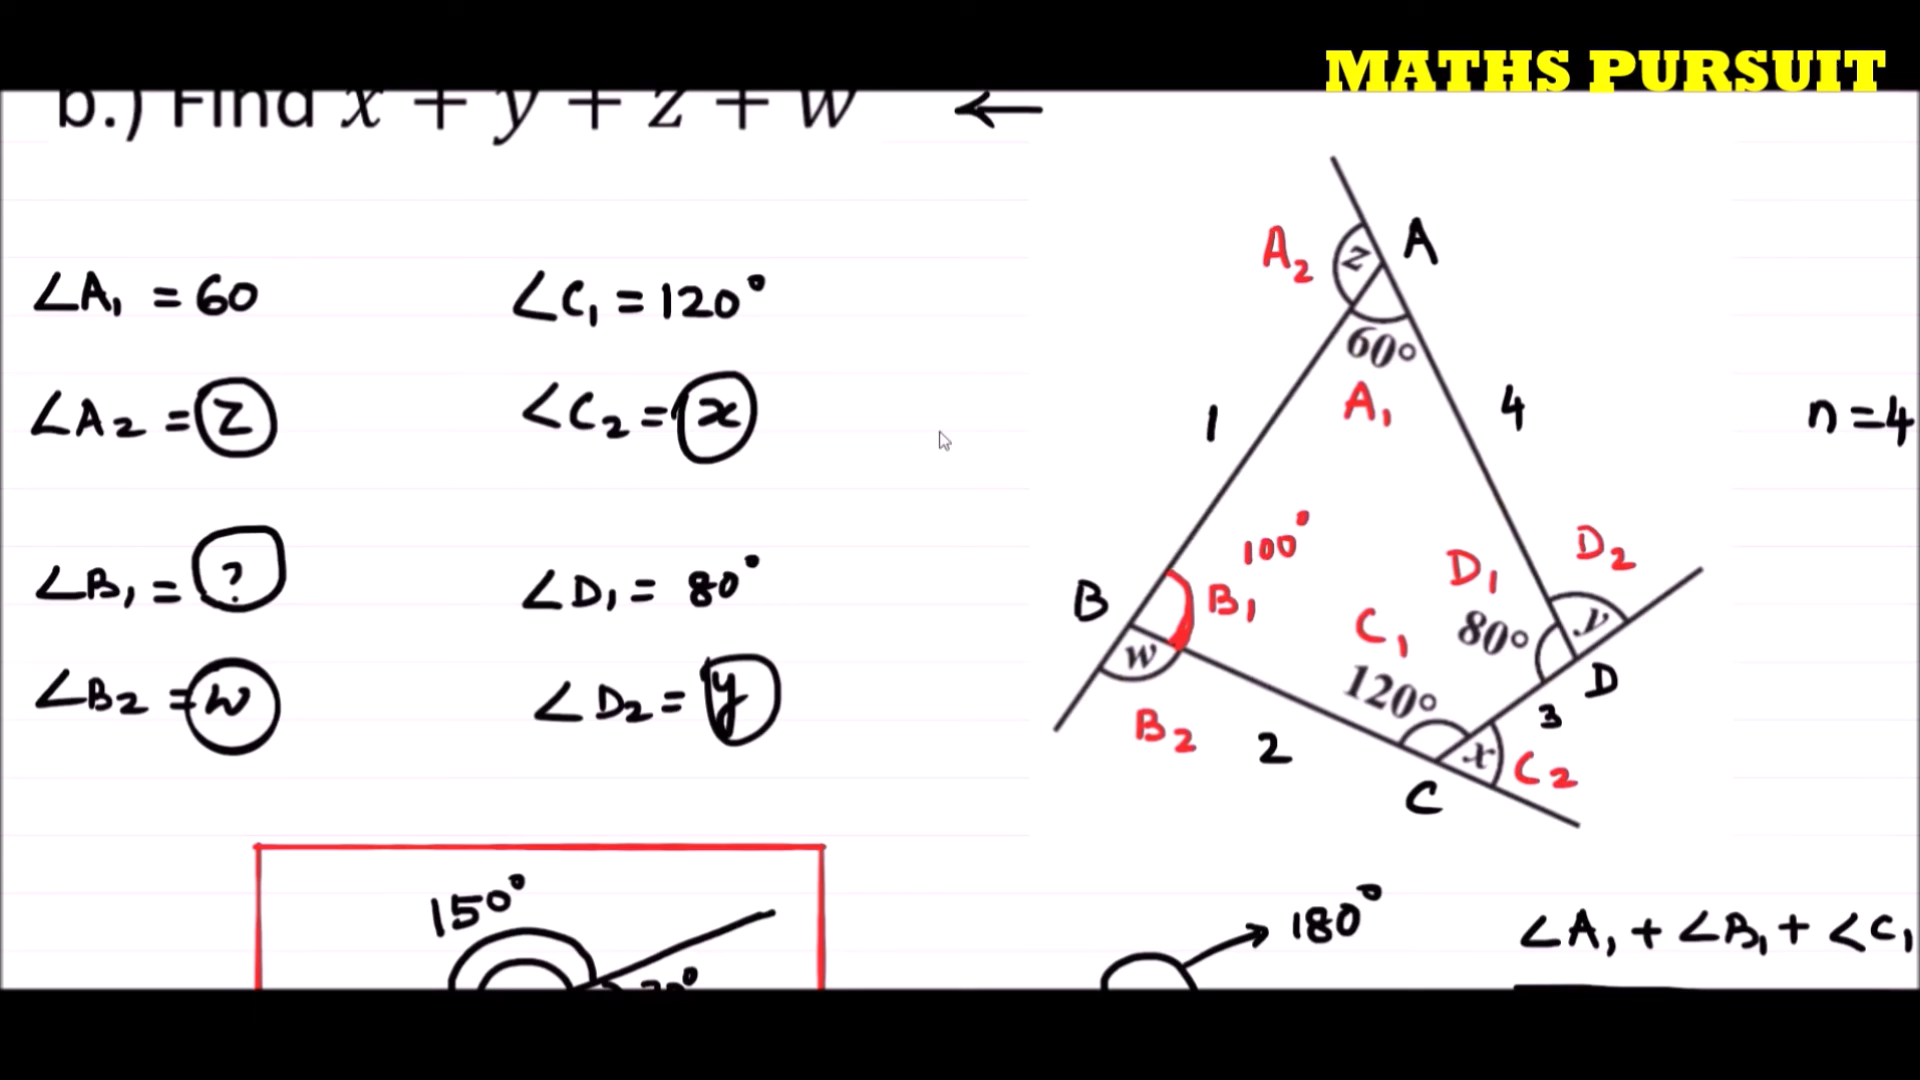 MATHS PURSUIT
b.) Find x + y + z + w ←
∠A₁ = 60
∠C₁ = 120°
∠A₂ = z
∠C₂ = x
∠B₁ = ?
∠D₁ = 80°
∠B₂ = w
∠D₂ = y
A₂
z
A
60°
A₁
1
4
n = 4
100°
B
B₁
D₁
D₂
80°
y
D
w
B₂
2
C₁
120°
3
x
C₂
C
150°
180°
∠A₁ + ∠B₁ + ∠C₁